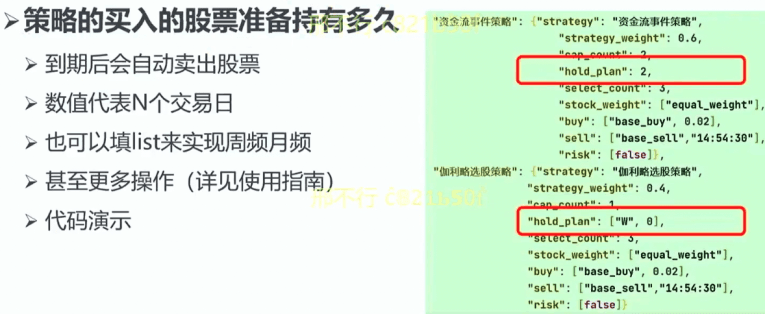 策略的买入的股票准备持有多久
到期后会自动卖出股票
数值代表N个交易日
也可以填list来实现周频月频
甚至更多操作（详见使用指南）
代码演示
"资金流事件策略": {"strategy": "资金流事件策略",
"strategy_weight": 0.6,
"cap_count": 2,
"hold_plan": 2,
"select_count": 3,
"stock_weight": ["equal_weight"],
"buy": ["base_buy", 0.02],
"sell": ["base_sell","14:54:30"],
"risk": [false]},
"伽利略选股策略": {"strategy": "伽利略选股策略",
"strategy_weight": 0.4,
"cap_count": 1,
"hold_plan": ["W", 0],
"select_count": 3,
"stock_weight": ["equal_weight"],
"buy": ["base_buy", 0.02],
"sell": ["base_sell","14:54:30"],
"risk": [false]}